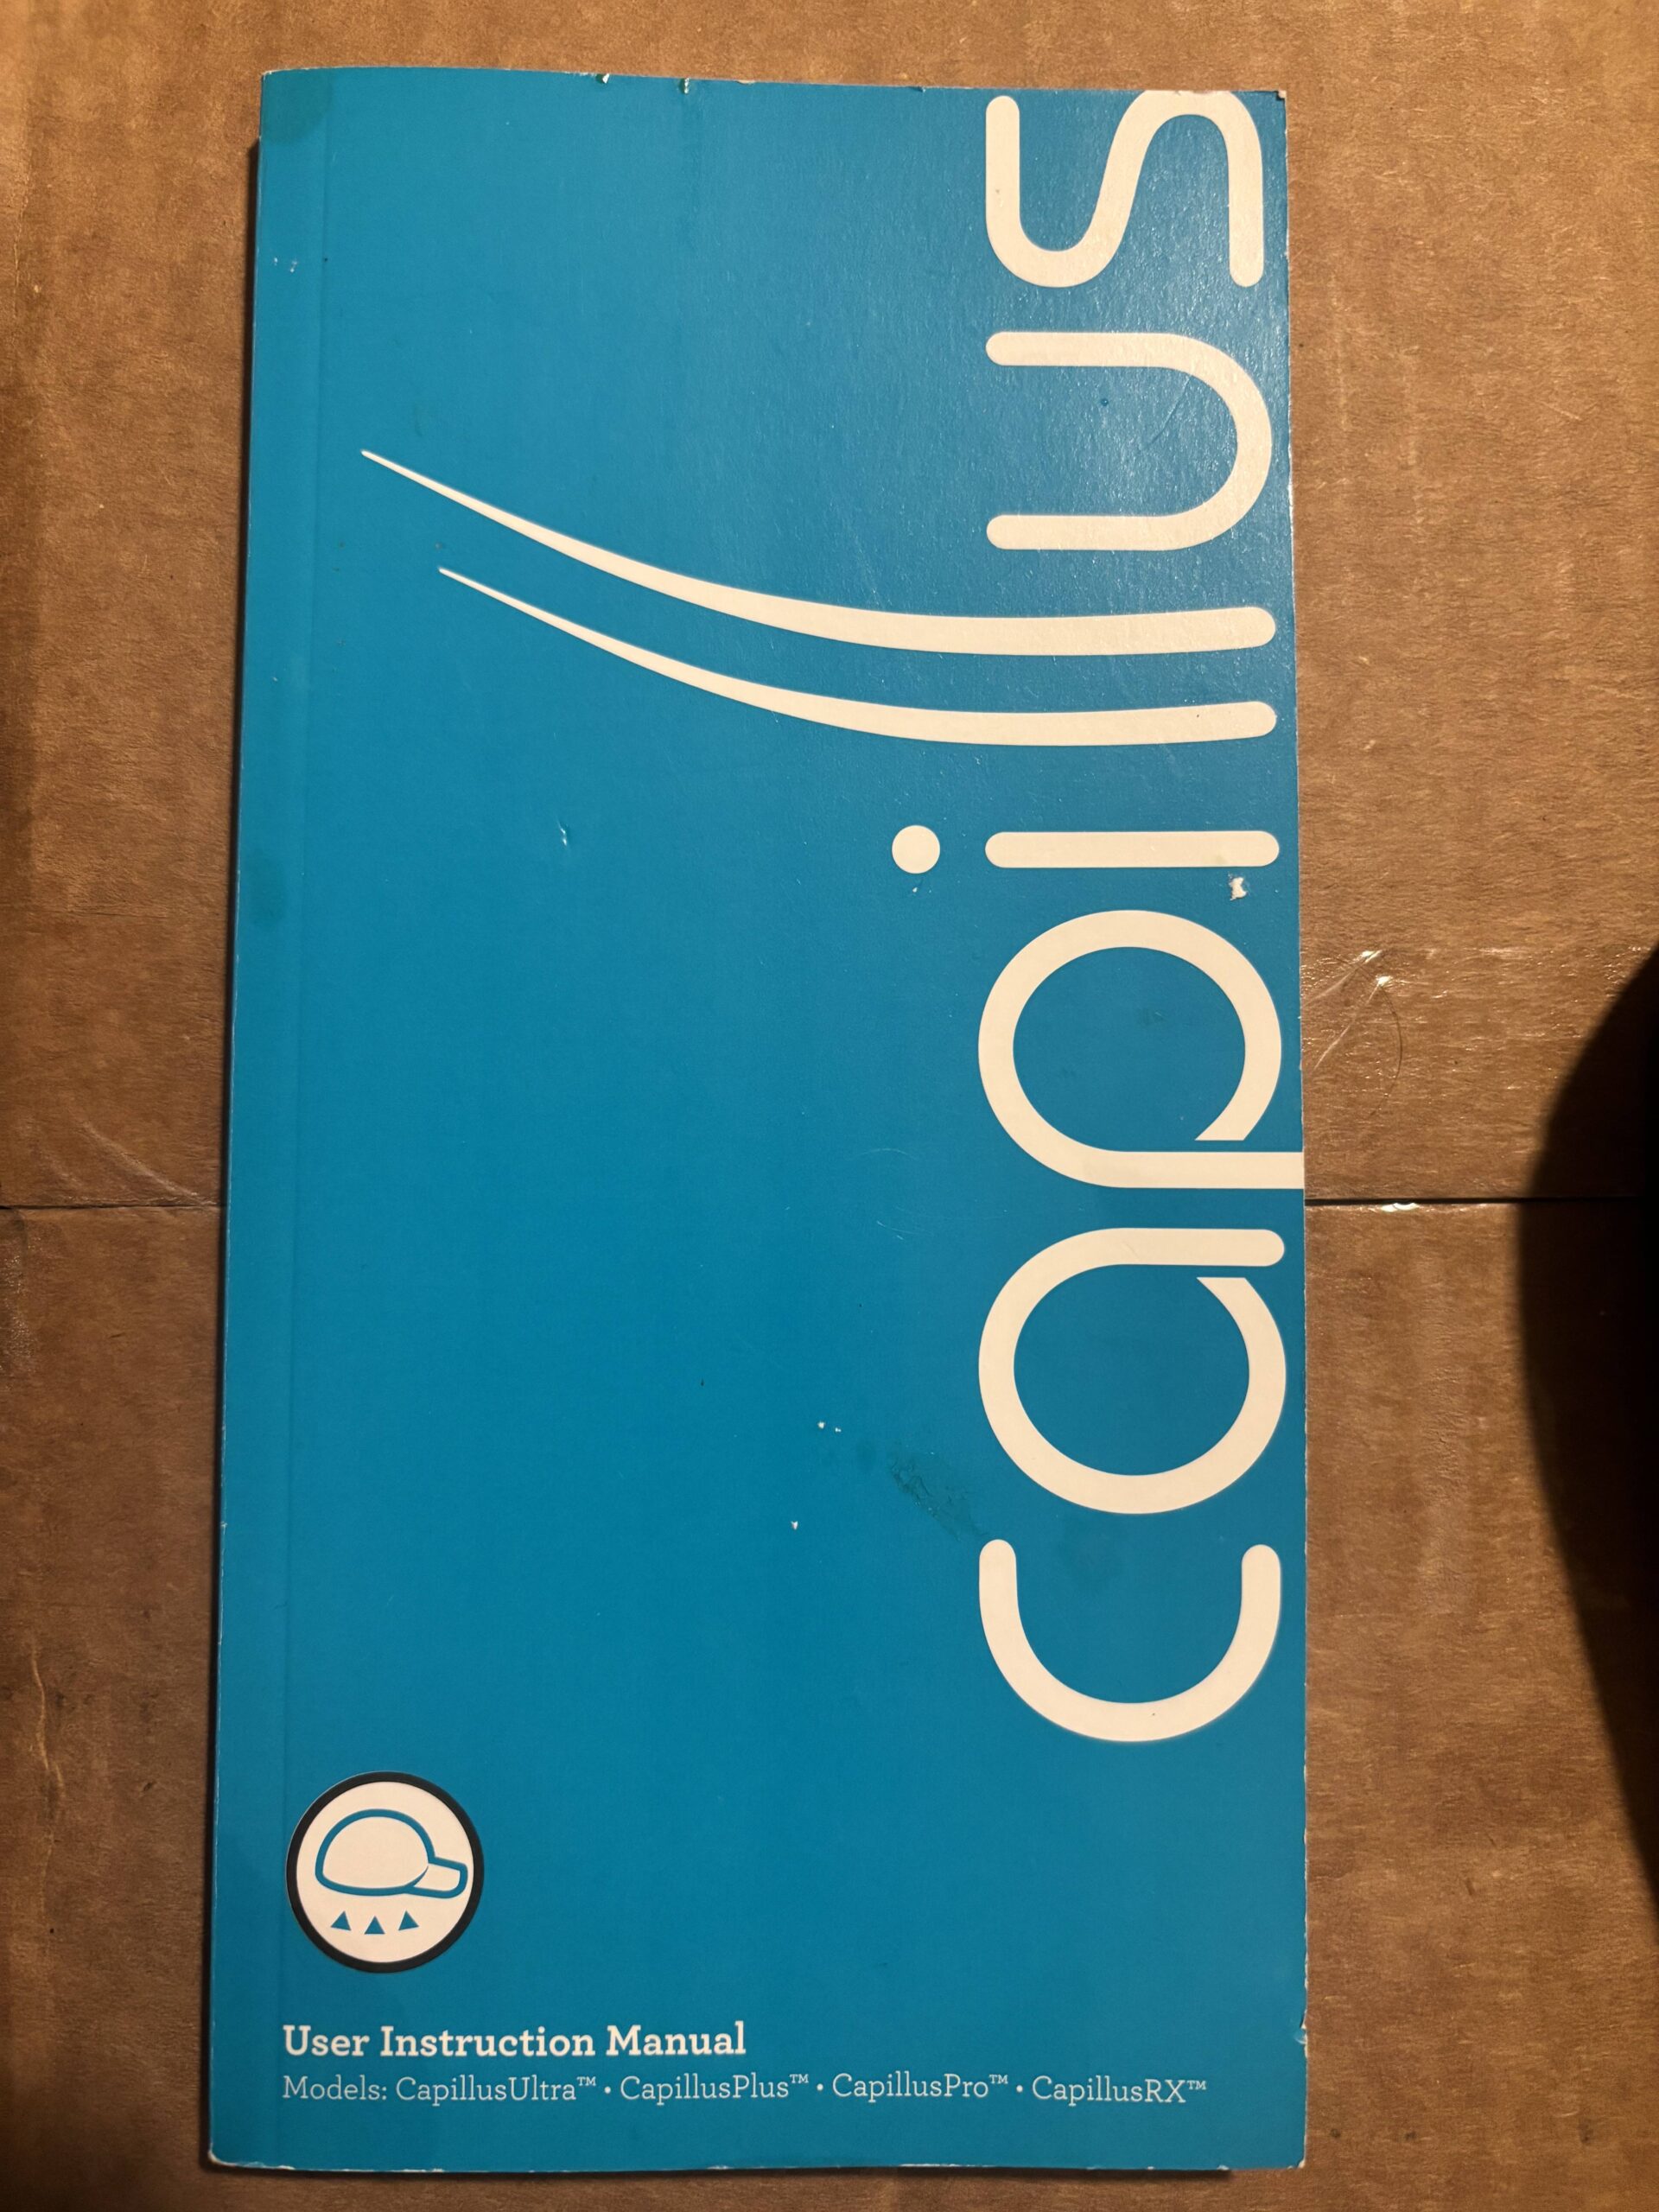 capillus
User Instruction Manual
Models: CapillusUltra™ • CapillusPlus™ • CapillusPro™ • CapillusRX™